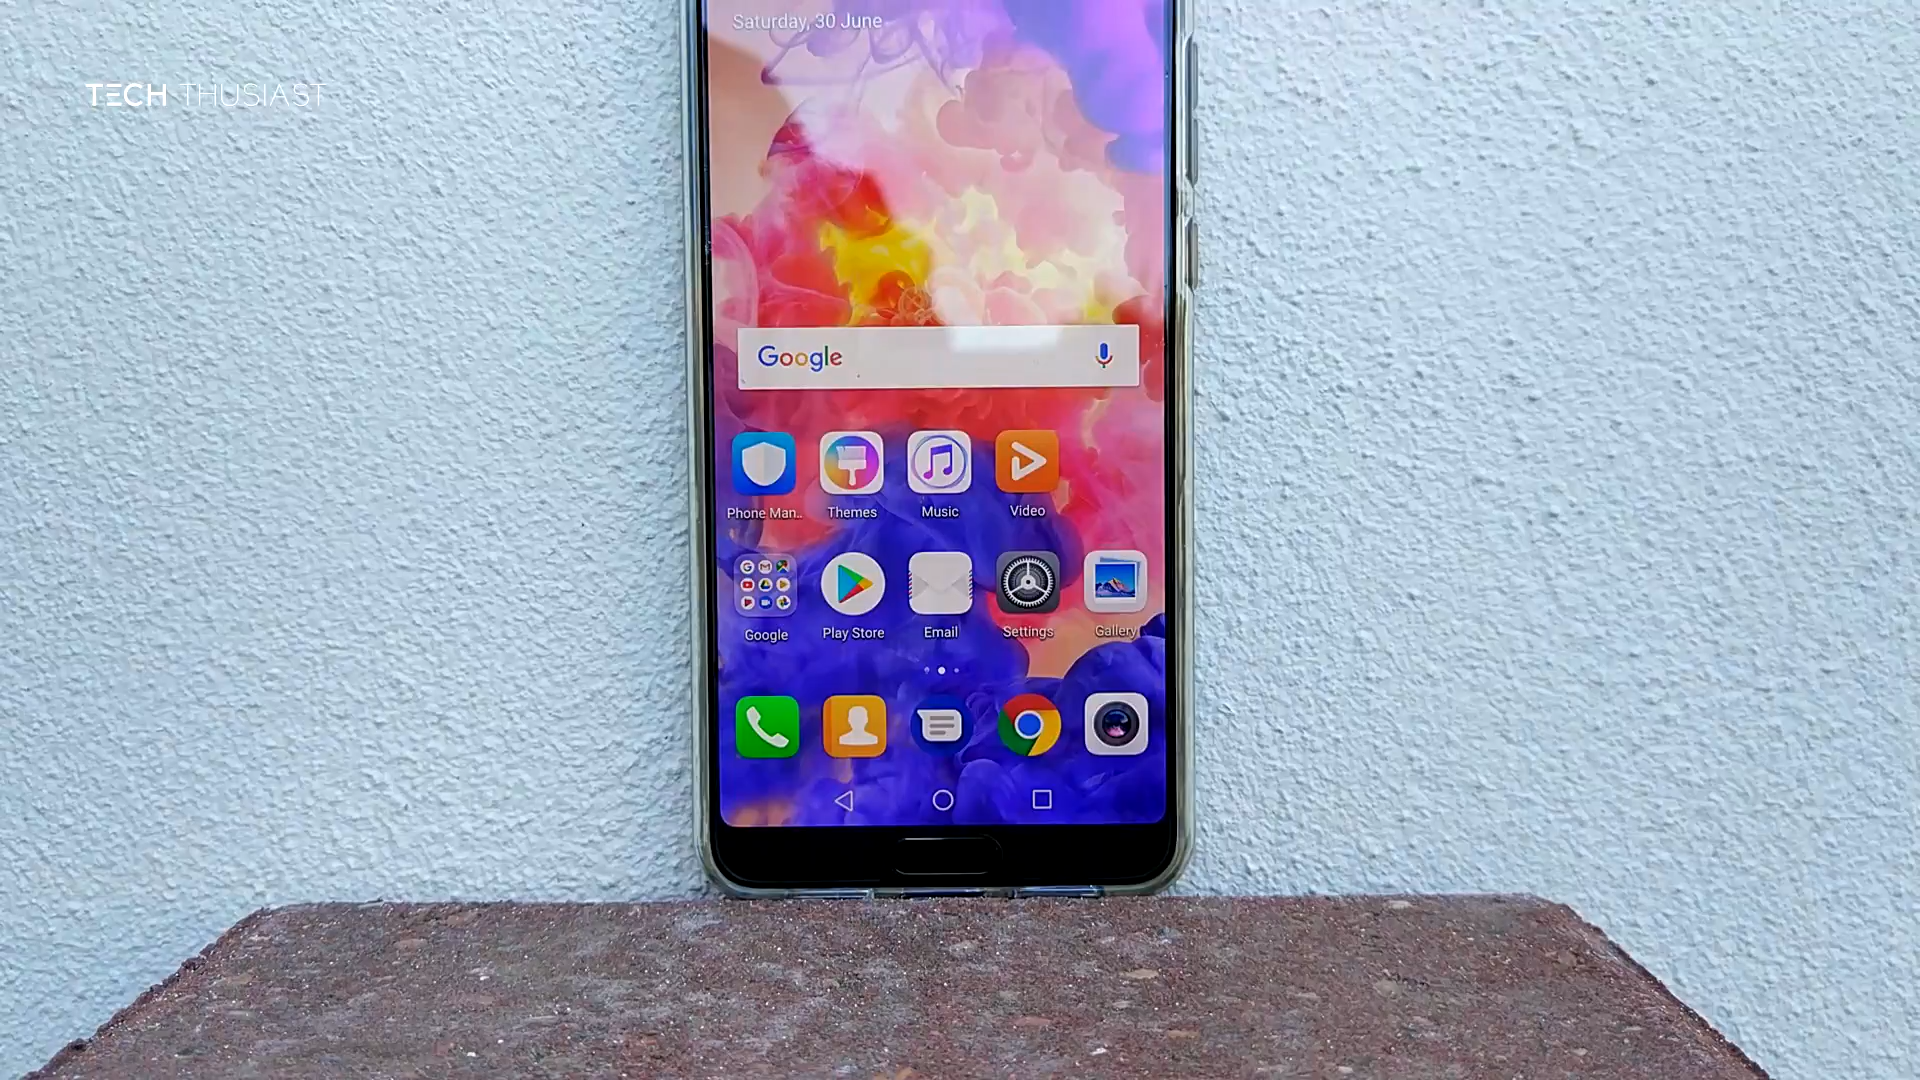 Saturday, 30 June
TECH THUSIAST
Google
Phone Man..
Themes
Music
Video
Google
Play Store
Email
Settings
Gallery